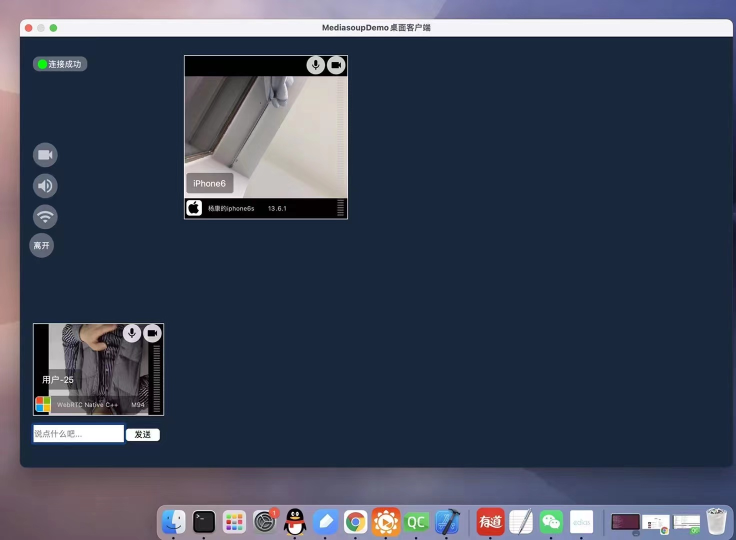 MediasoupDemo桌面客户端
连接成功
iPhone6
杨康的iphone6s 13.6.1
离开
用户-25
WebRTC Native C++ M94
说点什么吧...
发送
1
QC
有道
edius